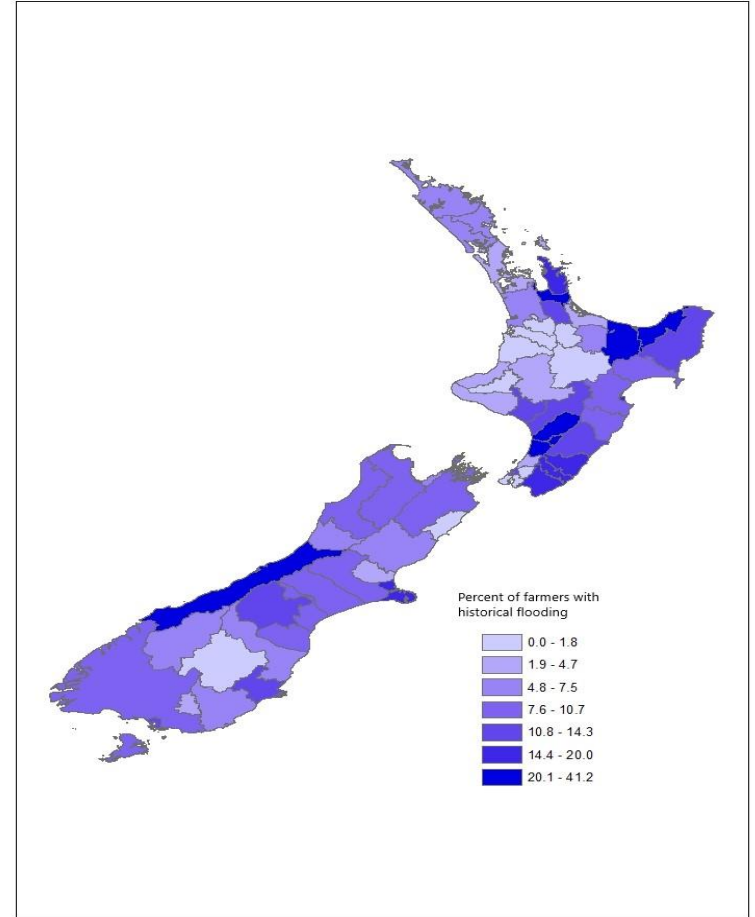 Percent of farmers with
historical flooding
0.0 - 1.8
1.9 - 4.7
4.8 - 7.5
7.6 - 10.7
10.8 - 14.3
14.4 - 20.0
20.1 - 41.2